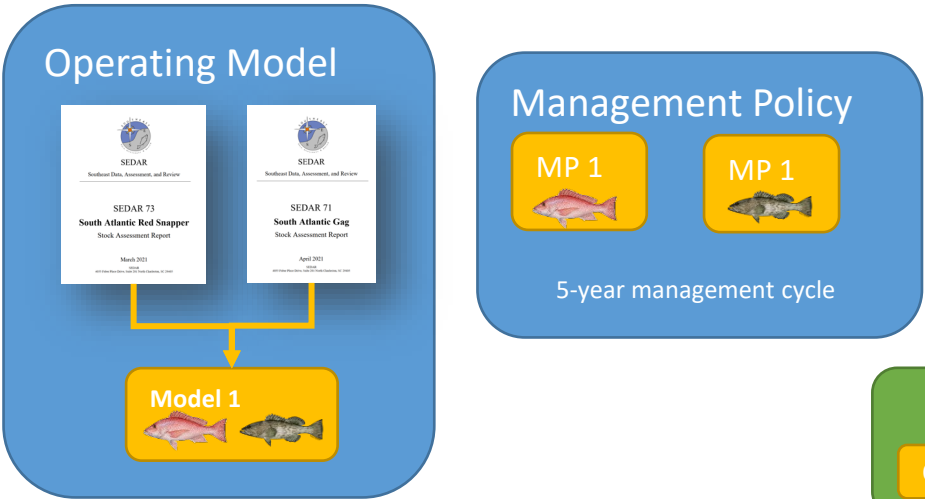 Operating Model
SEDAR
Southeast Data, Assessment, and Review
SEDAR 73
South Atlantic Red Snapper
Stock Assessment Report
March 2021
SEDAR
SEDAR
Southeast Data, Assessment, and Review
SEDAR 71
South Atlantic Gag
Stock Assessment Report
April 2021
SEDAR
Model 1
Management Policy
MP 1
MP 1
5-year management cycle